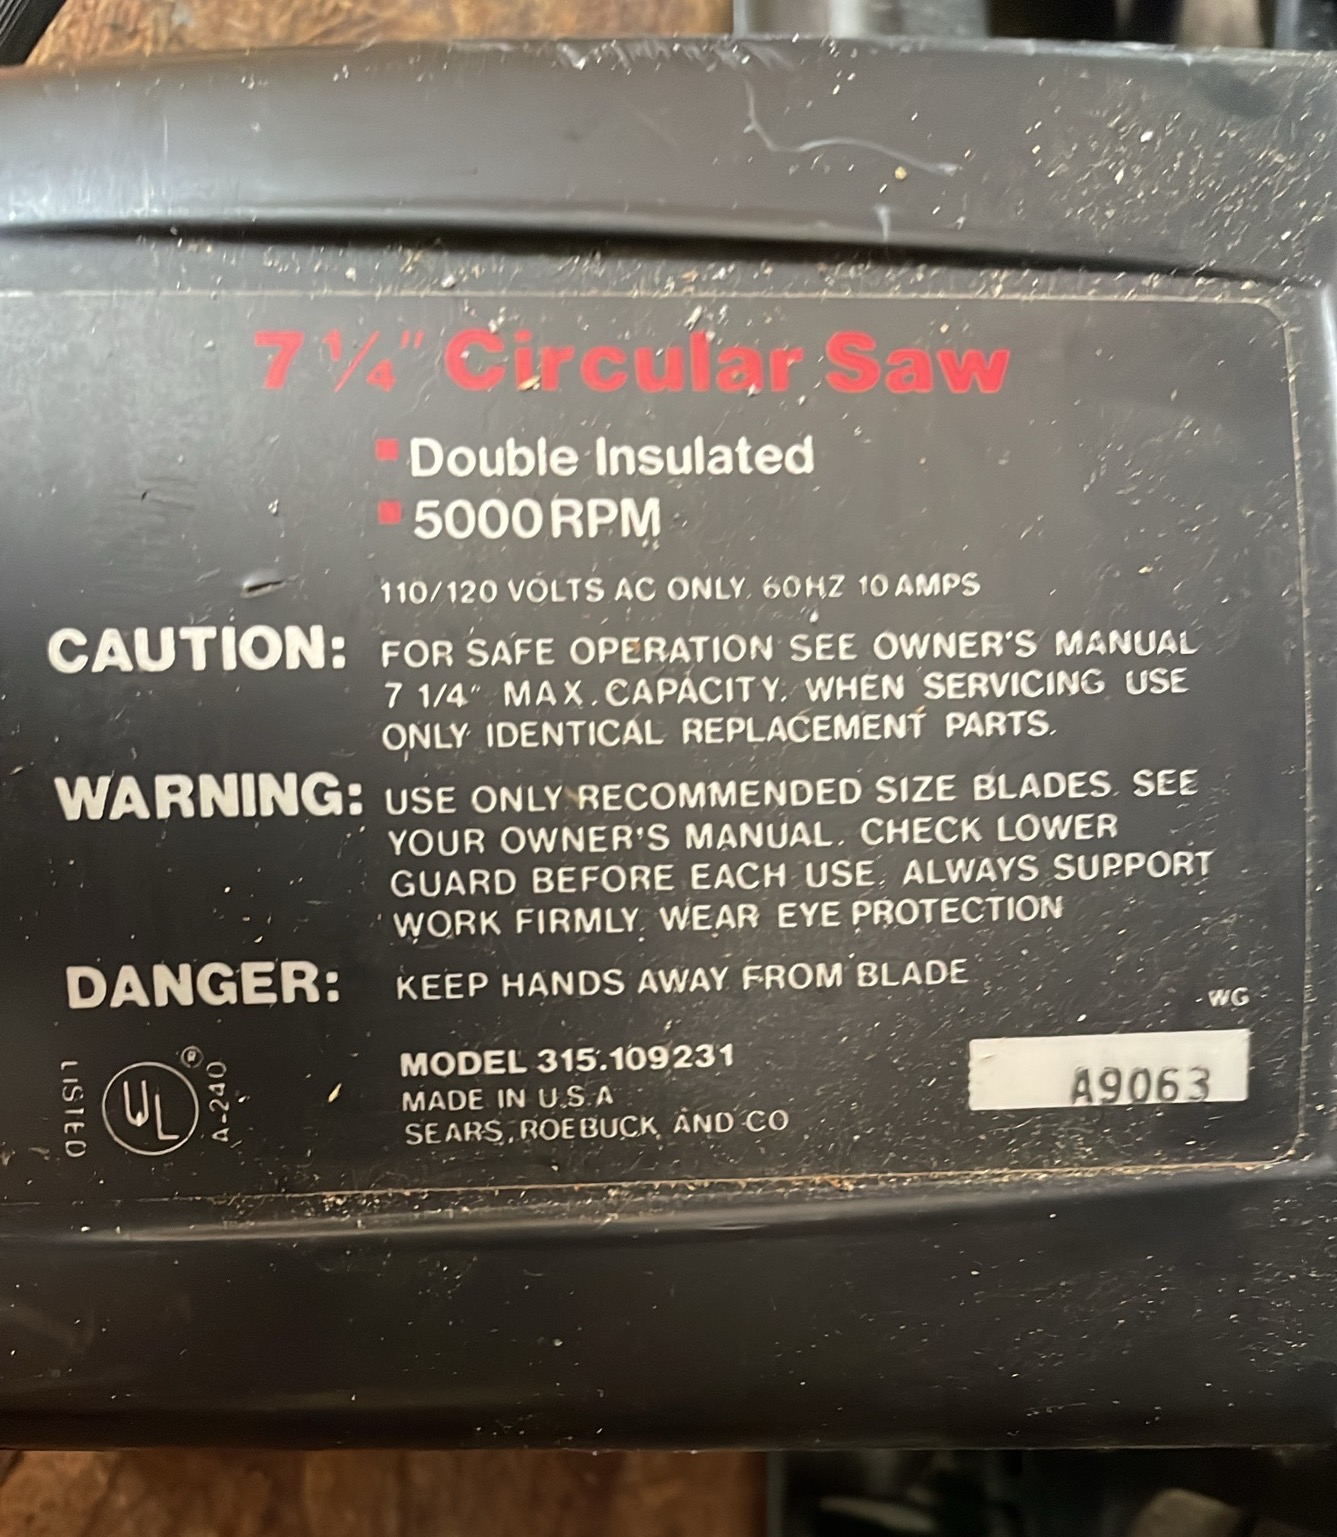 7 1/4" Circular Saw
Double Insulated
5000 RPM
110/120 VOLTS AC ONLY. 60HZ 10 AMPS
CAUTION: FOR SAFE OPERATION SEE OWNER'S MANUAL
7 1/4" MAX. CAPACITY. WHEN SERVICING USE
ONLY IDENTICAL REPLACEMENT PARTS.
WARNING: USE ONLY RECOMMENDED SIZE BLADES. SEE
YOUR OWNER'S MANUAL. CHECK LOWER
GUARD BEFORE EACH USE. ALWAYS SUPPORT
WORK FIRMLY. WEAR EYE PROTECTION
DANGER: KEEP HANDS AWAY FROM BLADE
WG
LISTED UL ® A-240
MODEL 315.109231
MADE IN U.S.A
SEARS, ROEBUCK AND CO
A9063